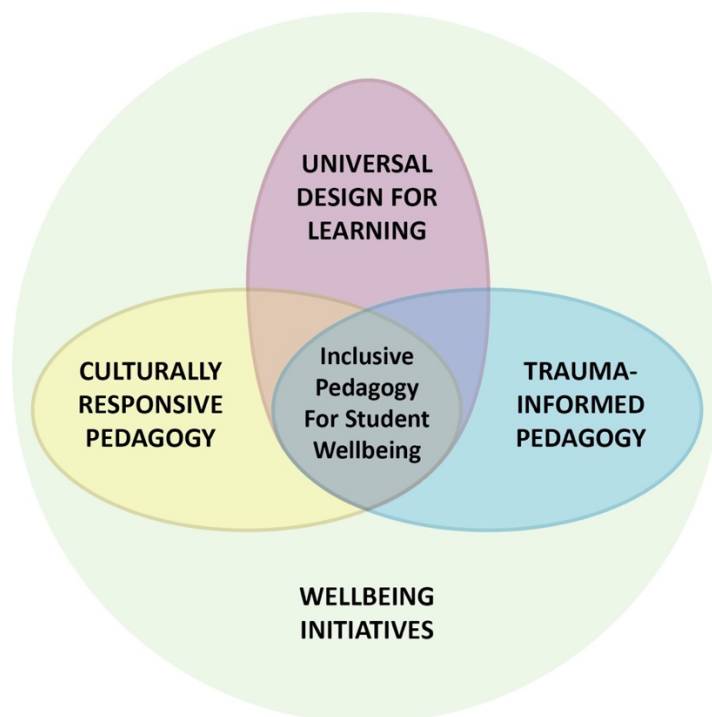 UNIVERSAL
DESIGN FOR
LEARNING
CULTURALLY
RESPONSIVE
PEDAGOGY
Inclusive
Pedagogy
For Student
Wellbeing
TRAUMA-
INFORMED
PEDAGOGY
WELLBEING
INITIATIVES